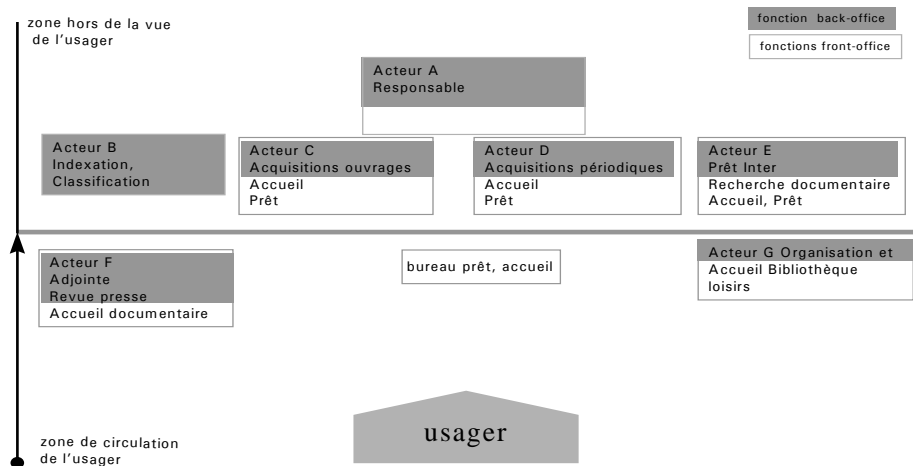 zone hors de la vue
de l'usager
fonction back-office
fonctions front-office
Acteur A
Responsable
Acteur B
Indexation,
Classification
Acteur C
Acquisitions ouvrages
Accueil
Prêt
Acteur D
Acquisitions périodiques
Accueil
Prêt
Acteur E
Prêt Inter
Recherche documentaire
Accueil, Prêt
Acteur F
Adjointe
Revue presse
Accueil documentaire
bureau prêt, accueil
Acteur G Organisation et
Accueil Bibliothèque
loisirs
usager
zone de circulation
de l'usager